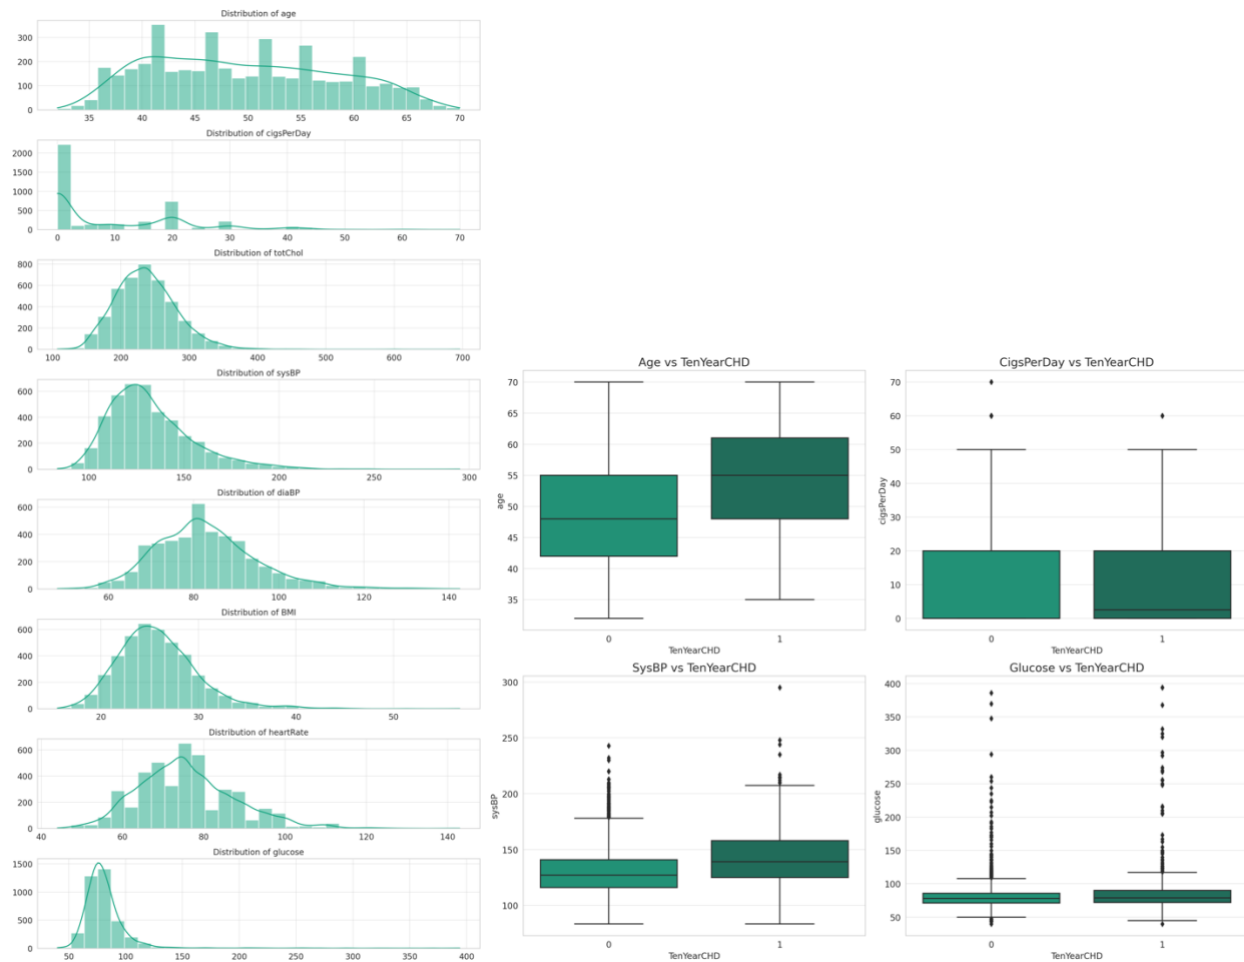 Distribution of age
300
200
100
0
35 40 45 50 55 60 65 70
Distribution of cigsPerDay
2000
1500
1000
500
0
0 10 20 30 40 50 60 70
Distribution of totChol
800
600
400
200
0
100 200 300 400 500 600 700
Distribution of sysBP
600
400
200
0
100 150 200 250 300
Distribution of diaBP
600
400
200
0
60 80 100 120 140
Distribution of BMI
600
400
200
0
20 30 40 50
Distribution of heartRate
600
400
200
0
40 60 80 100 120 140
Distribution of glucose
1500
1000
500
0
50 100 150 200 250 300 350 400
Age vs TenYearCHD
70
65
60
55
50
45
40
35
age
0 1
TenYearCHD
CigsPerDay vs TenYearCHD
70
60
50
40
30
20
10
0
cigsPerDay
0 1
TenYearCHD
SysBP vs TenYearCHD
300
250
200
150
100
sysBP
0 1
TenYearCHD
Glucose vs TenYearCHD
400
350
300
250
200
150
100
50
glucose
0 1
TenYearCHD